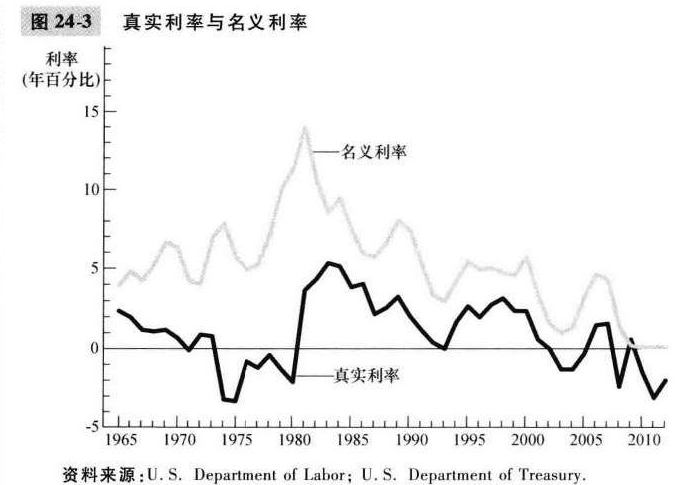 图 24-3 真实利率与名义利率
利率
(年百分比)
15
名义利率
10
5
0
真实利率
-5
1965 1970 1975 1980 1985 1990 1995 2000 2005 2010
资料来源:U. S. Department of Labor; U. S. Department of Treasury.